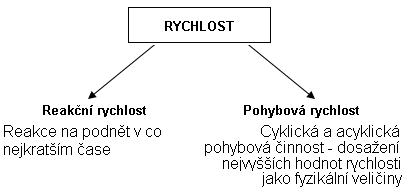 RYCHLOST
Reakční rychlost
Reakce na podnět v co
nejkratším čase
Pohybová rychlost
Cyklická a acyklická
pohybová činnost - dosažení
nejvyšších hodnot rychlosti
jako fyzikální veličiny